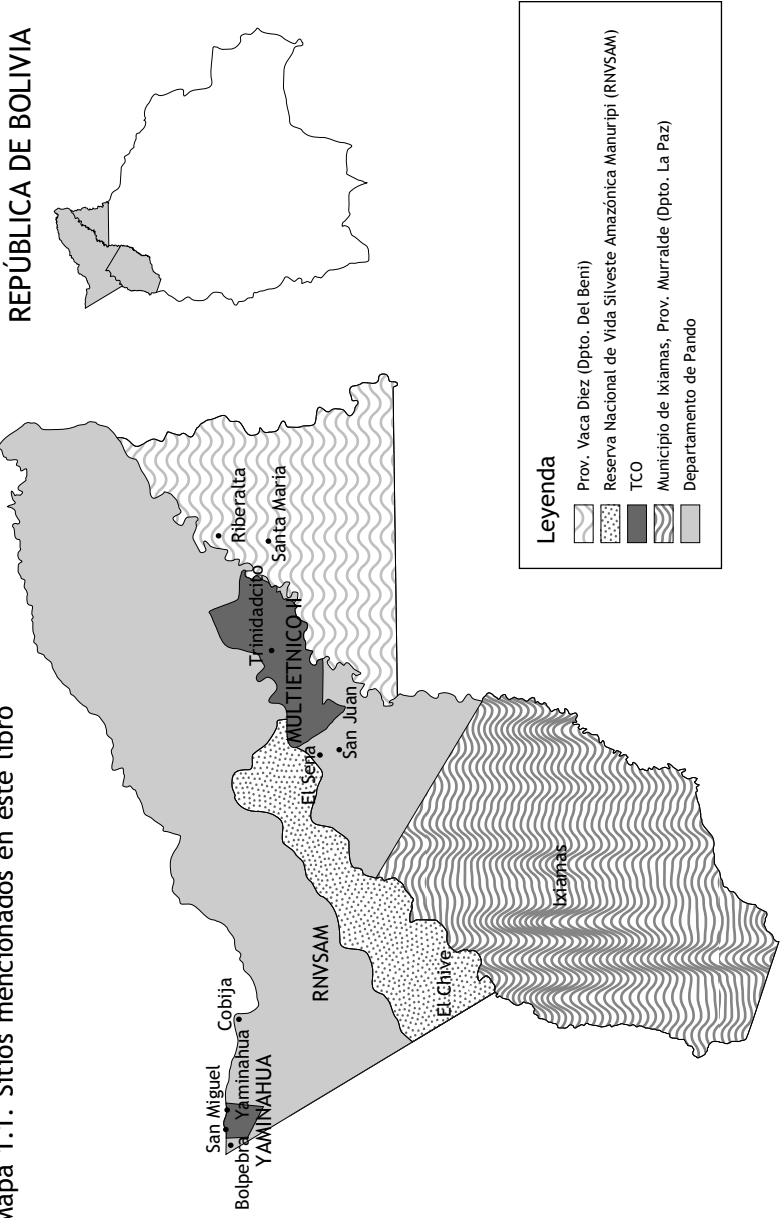 Mapa 1.1. Sitios mencionados en este libro
REPÚBLICA DE BOLIVIA
San Miguel
Cobija
Bolpebra
Yaminahua
YAMINAHUA
RNVSAM
El Chive
El Sena
San Juan
MULTIETNICO II
Trinidadcito
Riberalta
Santa Maria
Ixiamas
Leyenda
Prov. Vaca Diez (Dpto. Del Beni)
Reserva Nacional de Vida Silveste Amazónica Manuripi (RNVSAM)
TCO
Municipio de Ixiamas, Prov. Murralde (Dpto. La Paz)
Departamento de Pando